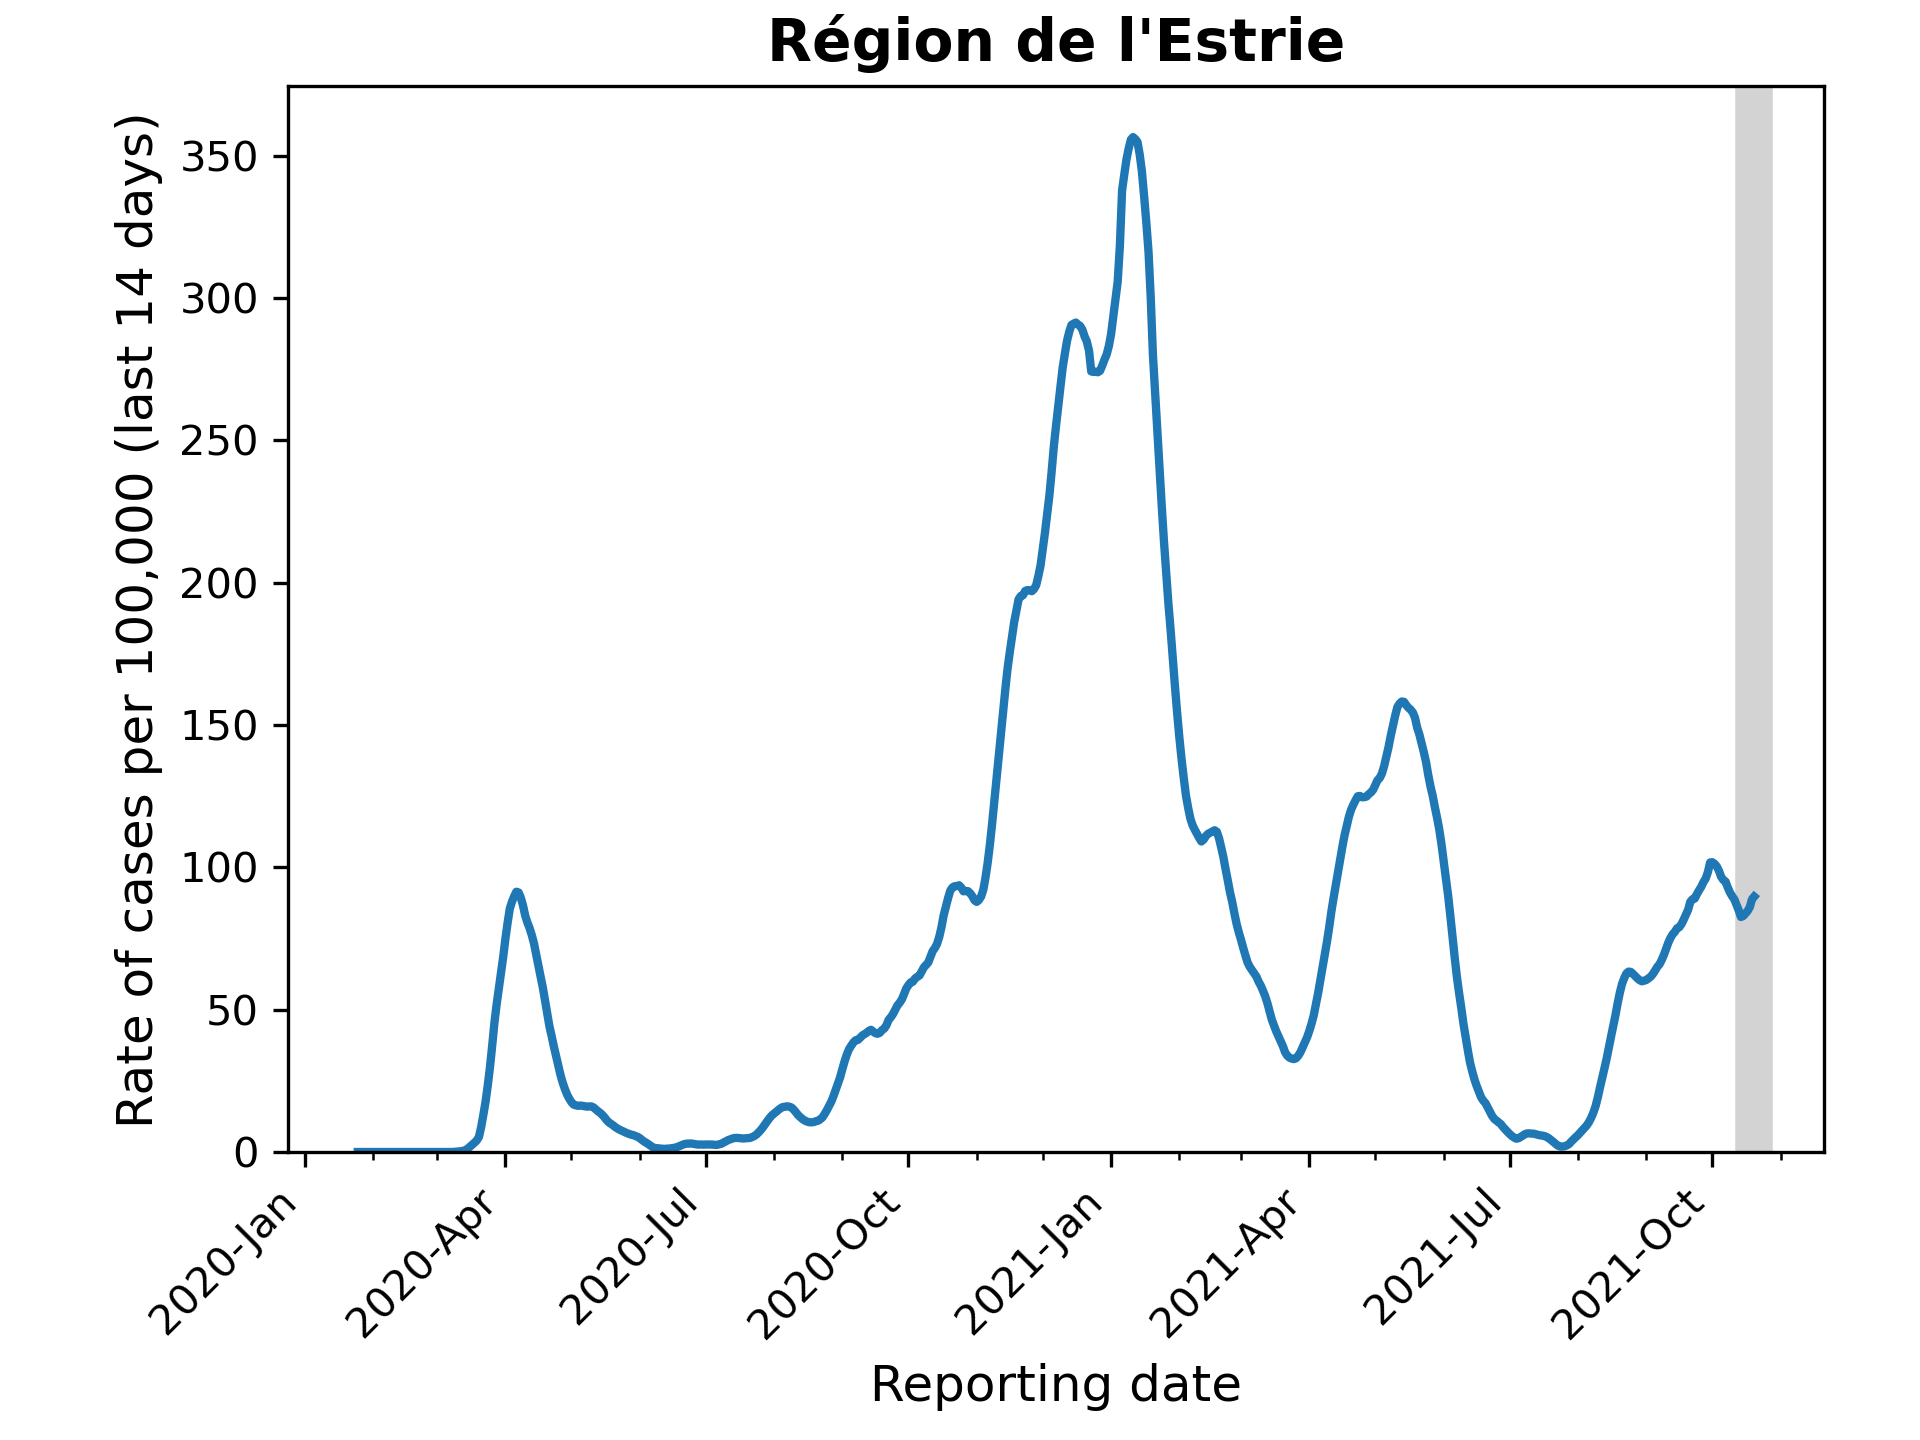 Région de l'Estrie
Rate of cases per 100,000 (last 14 days)
350
300
250
200
150
100
50
0
2020-Jan
2020-Apr
2020-Jul
2020-Oct
2021-Jan
2021-Apr
2021-Jul
2021-Oct
Reporting date